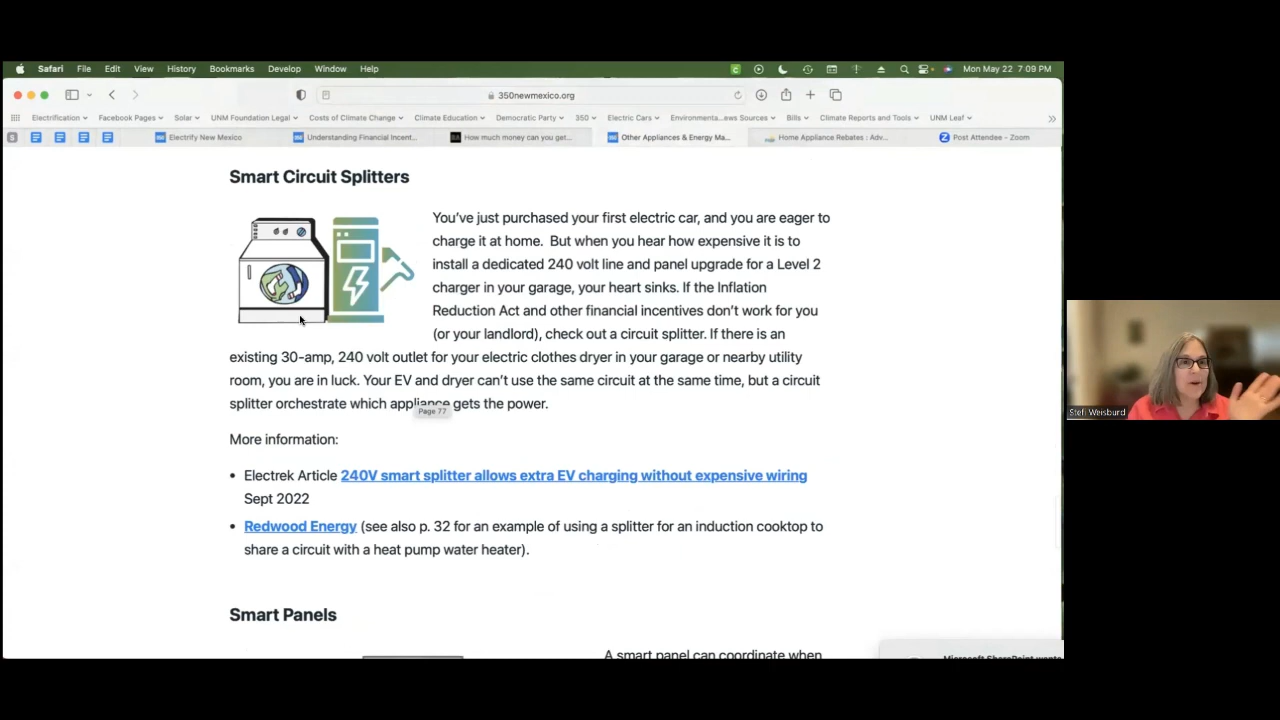 Safari File Edit View History Bookmarks Develop Window Help Mon May 22 7:09 PM
350newmexico.org
Electrification Facebook Pages Solar UNM Foundation Legal Costs of Climate Change Climate Education Democratic Party 350 Electric Cars Environmenta...aws Sources Bills Climate Reports and Tools UNM Leaf
Electrify New Mexico Understanding Financial Incent... How much money can you get... Other Appliances & Energy Ma... Home Appliance Rebates : Adv... Post Attendee - Zoom
Smart Circuit Splitters
You've just purchased your first electric car, and you are eager to
charge it at home. But when you hear how expensive it is to
install a dedicated 240 volt line and panel upgrade for a Level 2
charger in your garage, your heart sinks. If the Inflation
Reduction Act and other financial incentives don't work for you
(or your landlord), check out a circuit splitter. If there is an
existing 30-amp, 240 volt outlet for your electric clothes dryer in your garage or nearby utility
room, you are in luck. Your EV and dryer can't use the same circuit at the same time, but a circuit
splitter orchestrate which appliance gets the power.
Page 77
More information:
• Electrek Article 240V smart splitter allows extra EV charging without expensive wiring
Sept 2022
• Redwood Energy (see also p. 32 for an example of using a splitter for an induction cooktop to
share a circuit with a heat pump water heater).
Smart Panels
A smart panel can coordinate when
Microsoft SharePoint wants
Stefi Weisburd